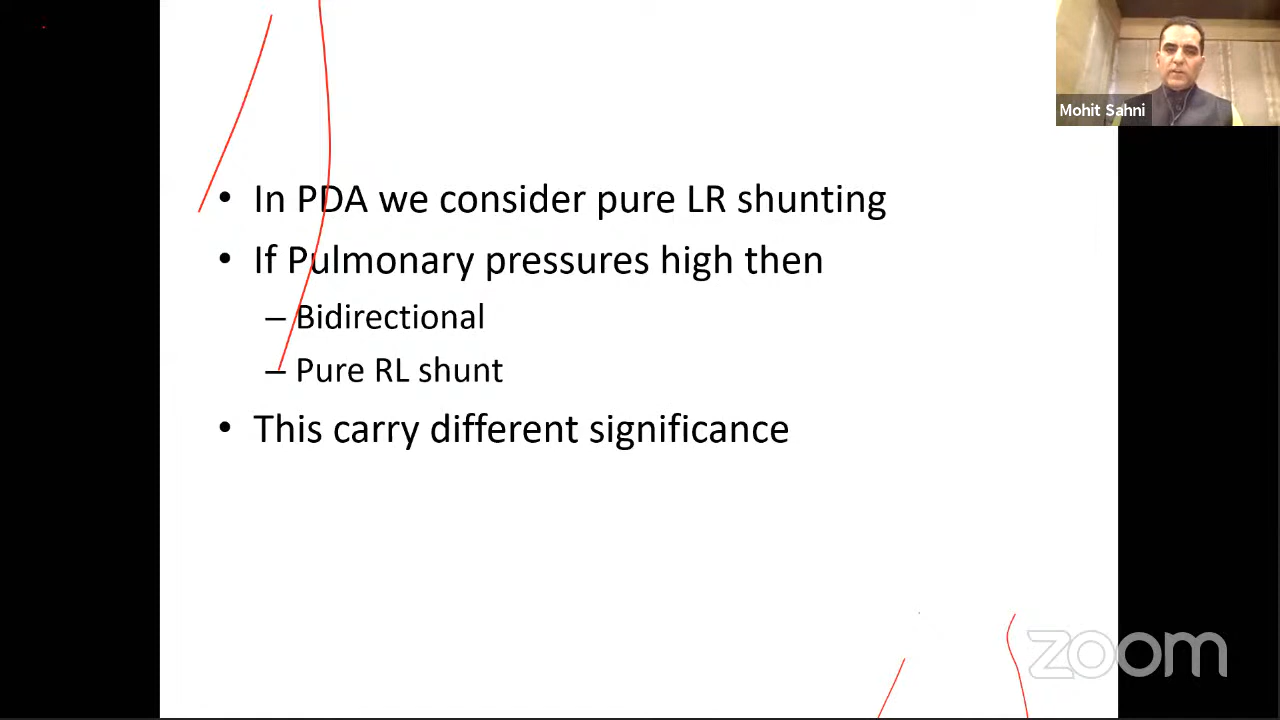 Mohit Sahni
• In PDA we consider pure LR shunting
• If Pulmonary pressures high then
– Bidirectional
– Pure RL shunt
• This carry different significance
zoom